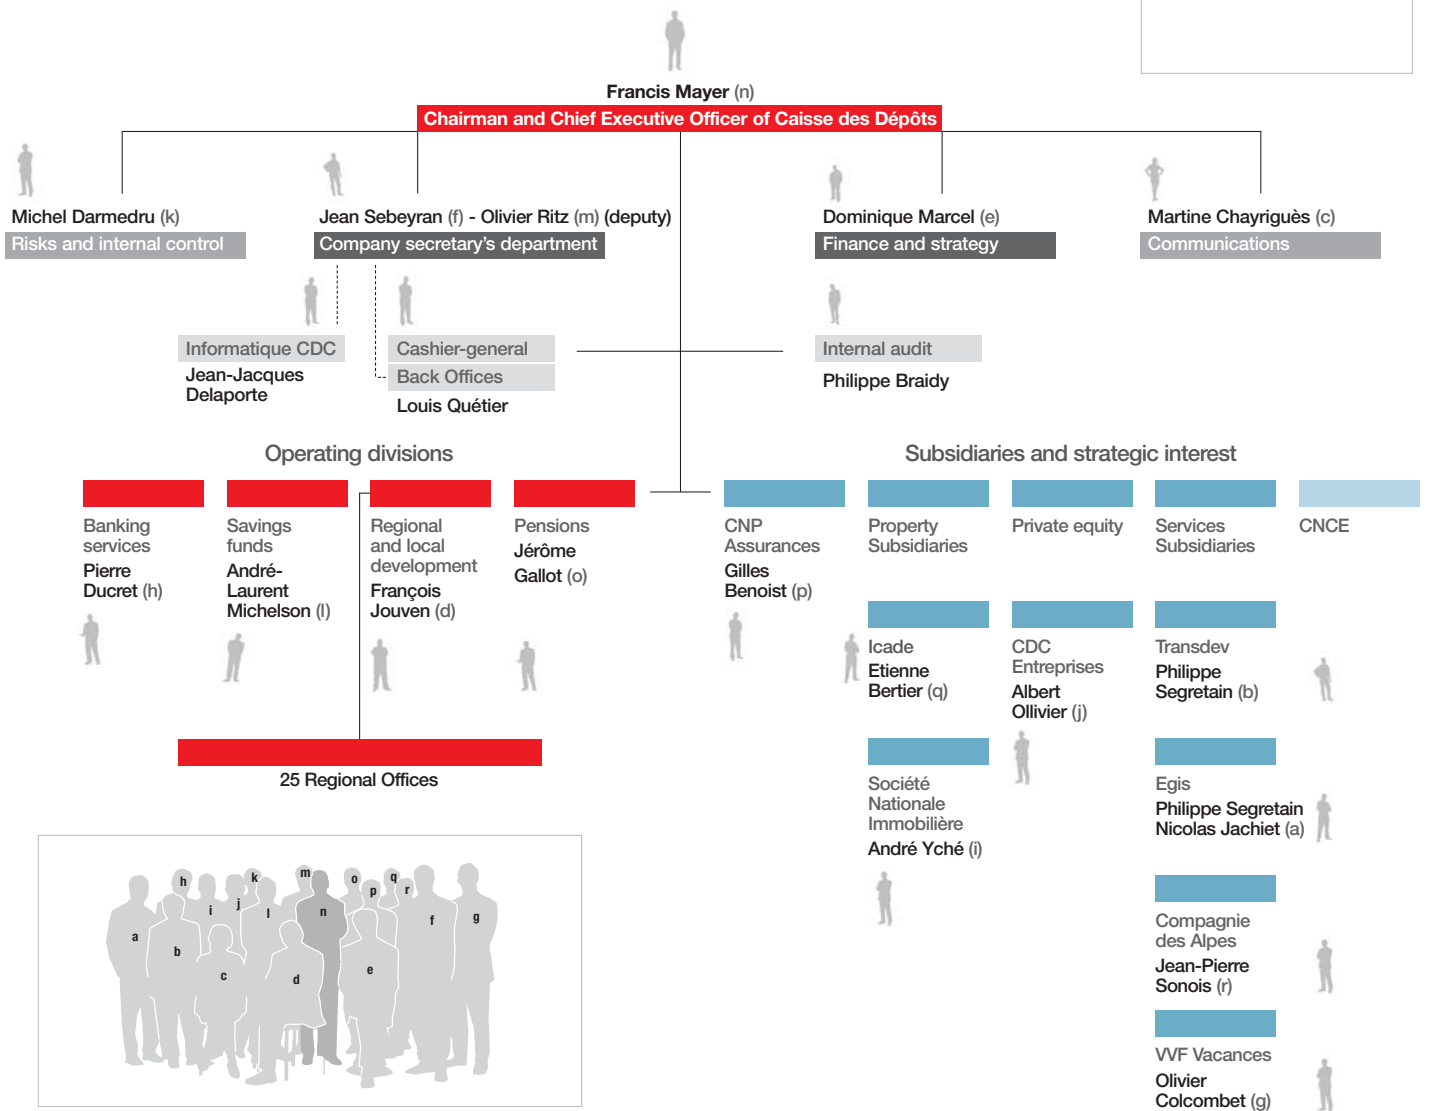 Francis Mayer (n)
Chairman and Chief Executive Officer of Caisse des Dépôts
Michel Darmedru (k)
Risks and internal control
Jean Sebeyran (f) - Olivier Ritz (m) (deputy)
Company secretary's department
Dominique Marcel (e)
Finance and strategy
Martine Chayriguès (c)
Communications
Informatique CDC
Jean-Jacques
Delaporte
Cashier-general
Back Offices
Louis Quétier
Internal audit
Philippe Braidy
Operating divisions
Banking
services
Pierre
Ducret (h)
Savings
funds
André-
Laurent
Michelson (l)
Regional
and local
development
François
Jouven (d)
Pensions
Jérôme
Gallot (o)
25 Regional Offices
Subsidiaries and strategic interest
CNP
Assurances
Gilles
Benoist (p)
Property
Subsidiaries
Icade
Etienne
Bertier (q)
Société
Nationale
Immobilière
André Yché (i)
Private equity
CDC
Entreprises
Albert
Ollivier (j)
Services
Subsidiaries
Transdev
Philippe
Segretain (b)
Egis
Philippe Segretain
Nicolas Jachiet (a)
Compagnie
des Alpes
Jean-Pierre
Sonois (r)
VVF Vacances
Olivier
Colcombet (g)
CNCE
a
h
b
i
j
k
l
c
m
n
d
o
p
q
r
e
f
g